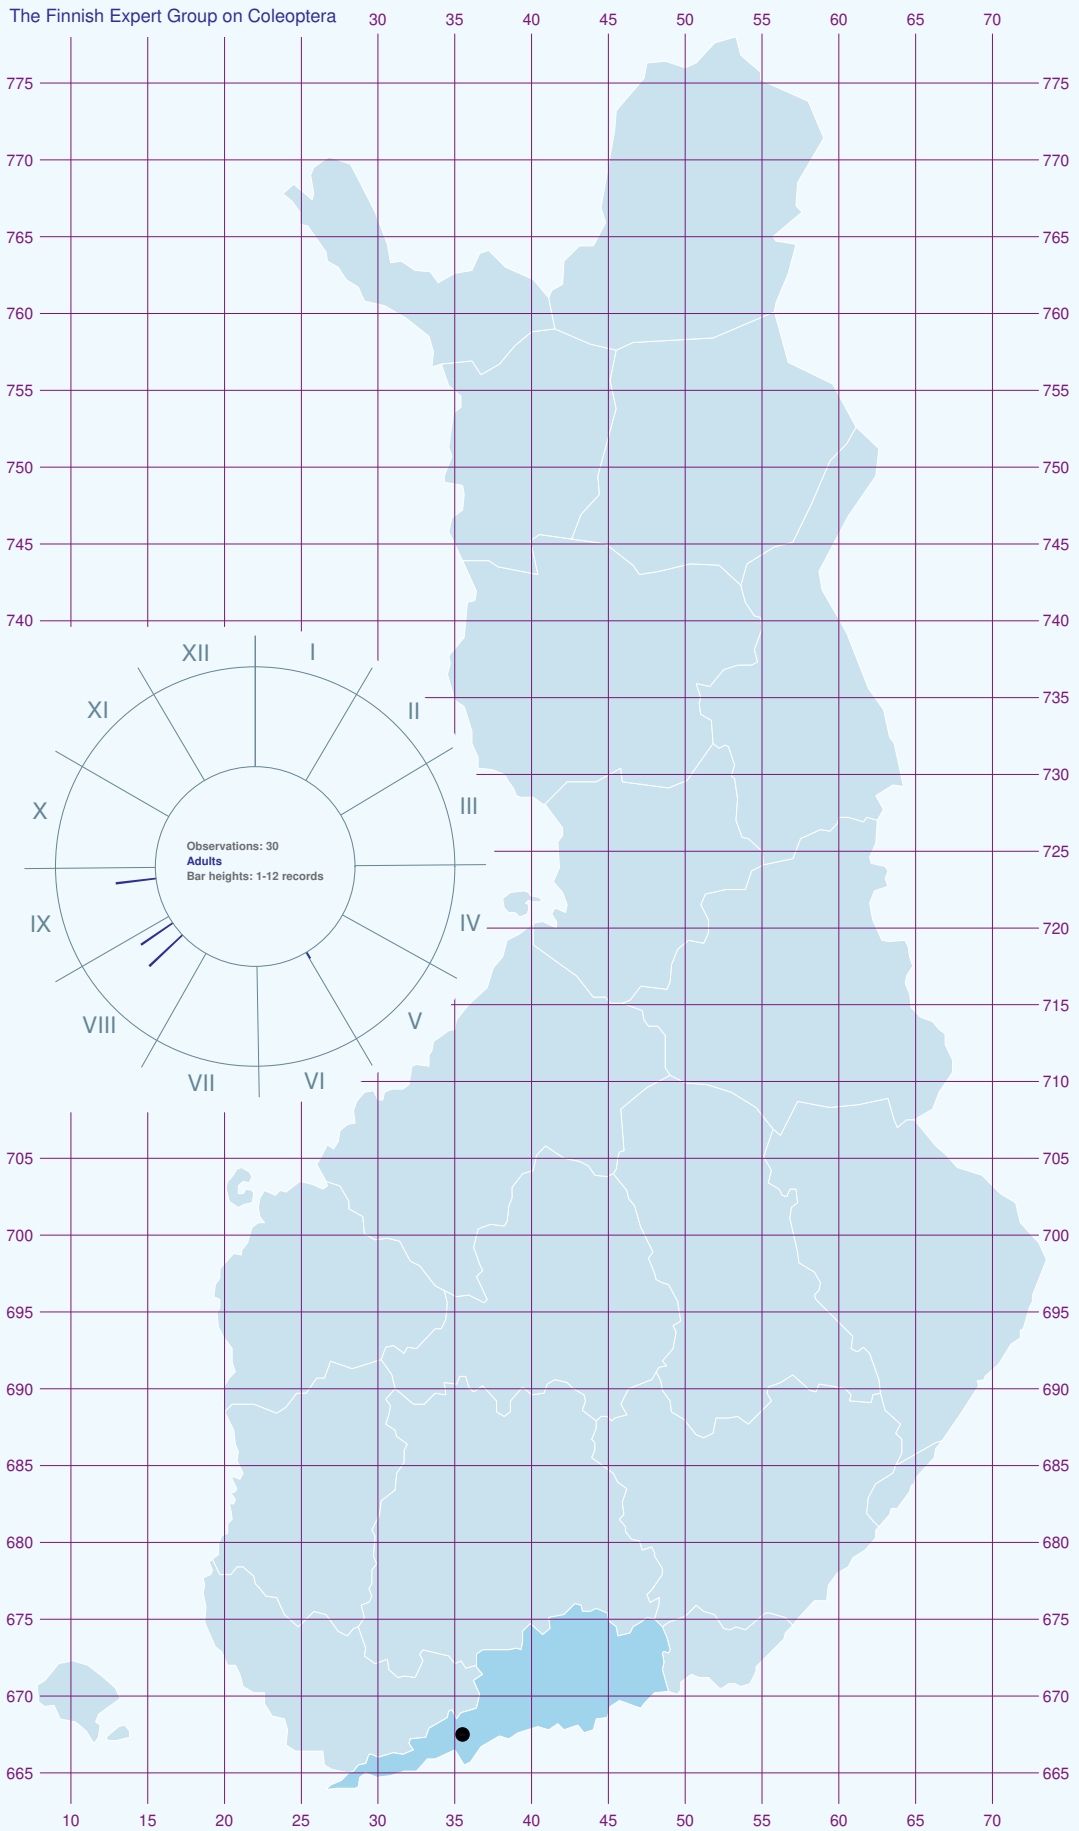 The Finnish Expert Group on Coleoptera 30 35 40 45 50 55 60 65 70
775 775
770 770
765 765
760 760
755 755
750 750
745 745
740 740
XII I
XI II
735
730
X III
Observations: 30
Adults
Bar heights: 1-12 records
725
IX IV
720
VIII V
715
VII VI
710
705 705
700 700
695 695
690 690
685 685
680 680
675 675
670 670
665 665
10 15 20 25 30 35 40 45 50 55 60 65 70